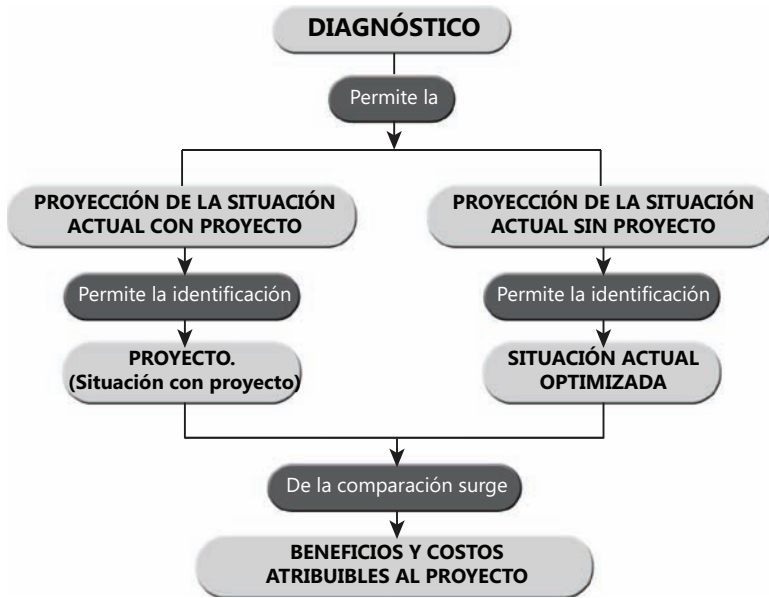 DIAGNÓSTICO
Permite la
PROYECCIÓN DE LA SITUACIÓN
ACTUAL CON PROYECTO
PROYECCIÓN DE LA SITUACIÓN
ACTUAL SIN PROYECTO
Permite la identificación
Permite la identificación
PROYECTO.
(Situación con proyecto)
SITUACIÓN ACTUAL
OPTIMIZADA
De la comparación surge
BENEFICIOS Y COSTOS
ATRIBUIBLES AL PROYECTO